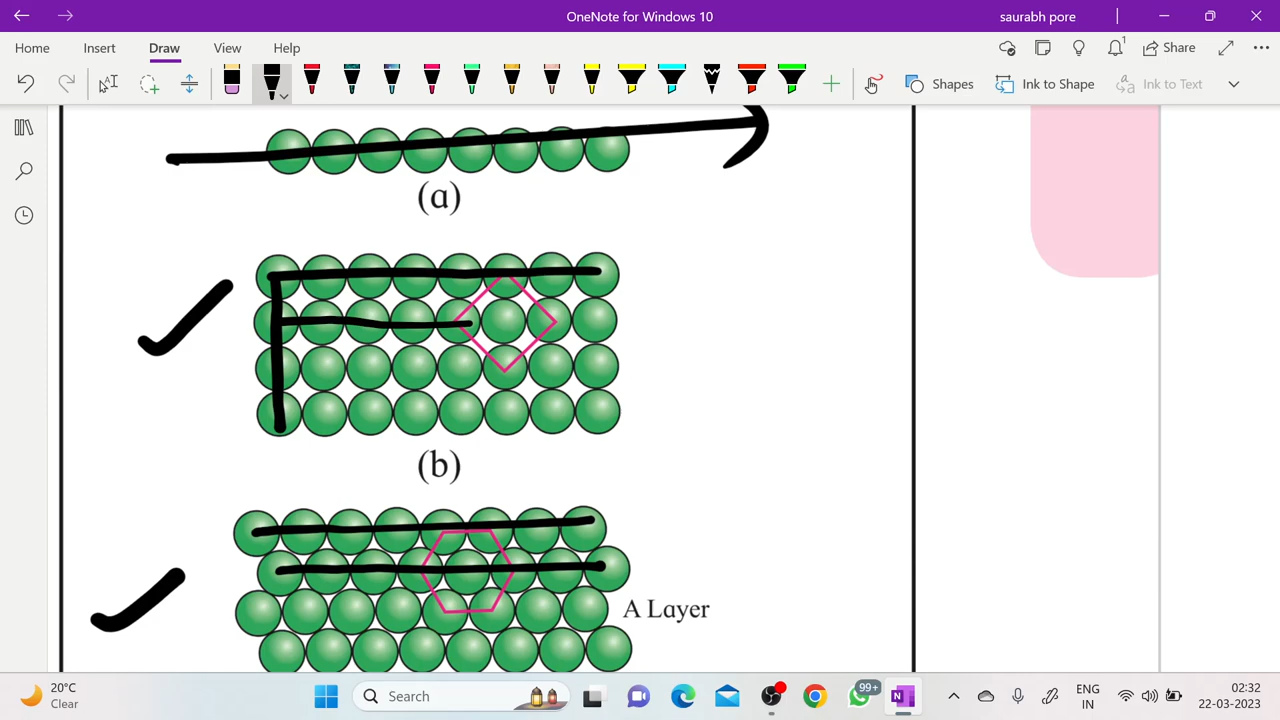 OneNote for Windows 10
saurabh pore
Home
Insert
Draw
View
Help
1
Share
Shapes
Ink to Shape
Ink to Text
(a)
(b)
A Layer
20°C
Clear
Search
99+
ENG
IN
02:32
22-03-2023